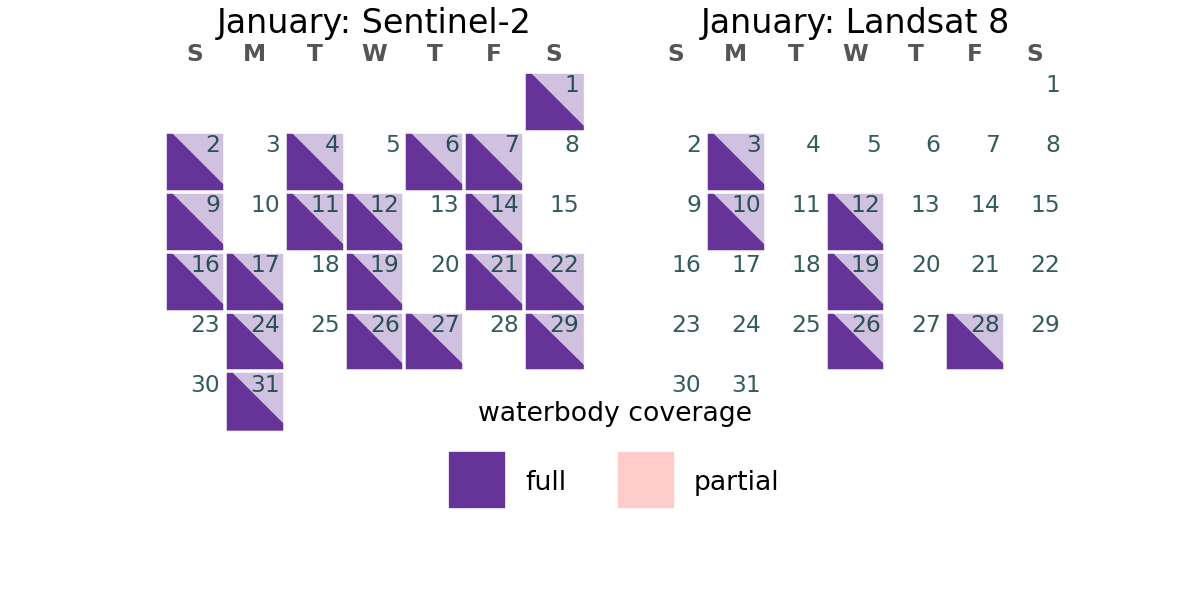 January: Sentinel-2
S M T W T F S
1
2 3 4 5 6 7 8
9 10 11 12 13 14 15
16 17 18 19 20 21 22
23 24 25 26 27 28 29
30 31
January: Landsat 8
S M T W T F S
1
2 3 4 5 6 7 8
9 10 11 12 13 14 15
16 17 18 19 20 21 22
23 24 25 26 27 28 29
30 31
waterbody coverage
full
partial